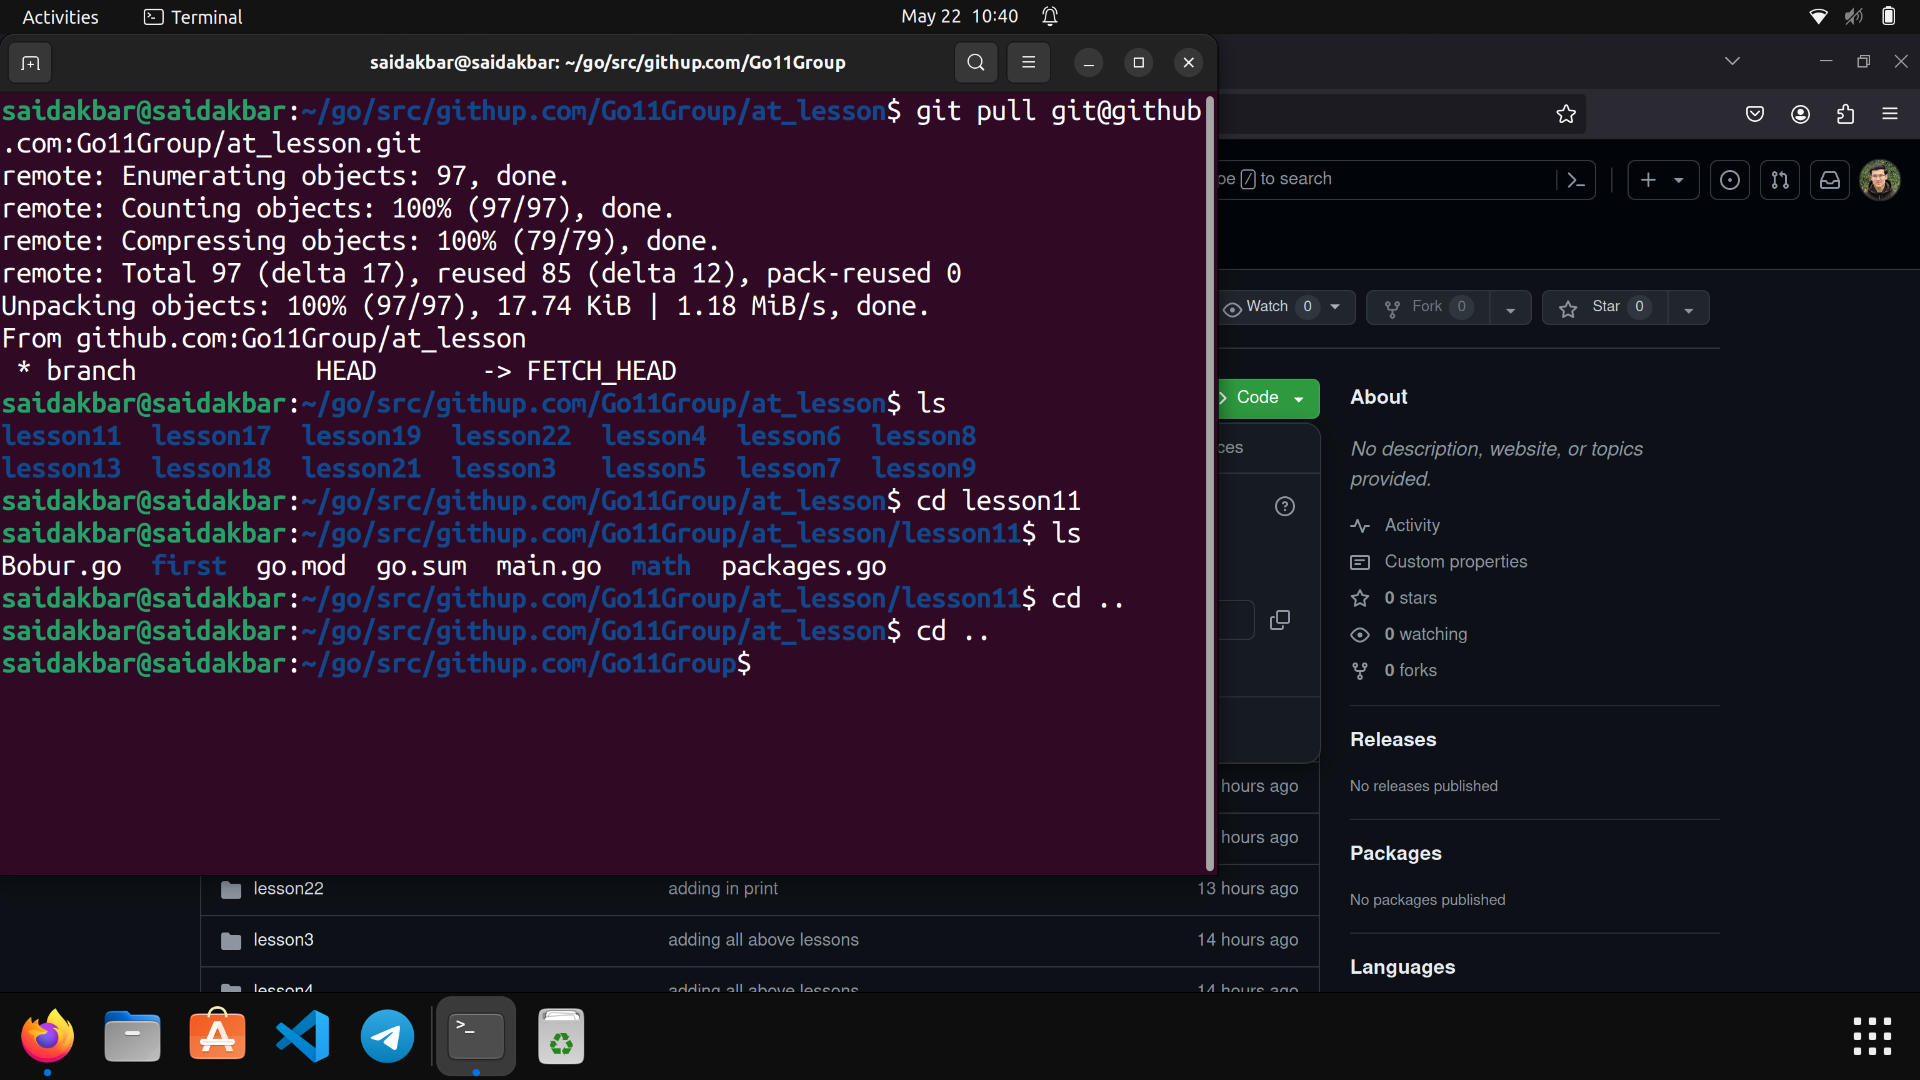 Activities Terminal May 22 10:40
saidakbar@saidakbar: ~/go/src/githup.com/Go11Group
saidakbar@saidakbar:~/go/src/githup.com/Go11Group/at_lesson$ git pull git@github
.com:Go11Group/at_lesson.git
remote: Enumerating objects: 97, done.
remote: Counting objects: 100% (97/97), done.
remote: Compressing objects: 100% (79/79), done.
remote: Total 97 (delta 17), reused 85 (delta 12), pack-reused 0
Unpacking objects: 100% (97/97), 17.74 KiB | 1.18 MiB/s, done.
From github.com:Go11Group/at_lesson
 * branch            HEAD       -> FETCH_HEAD
saidakbar@saidakbar:~/go/src/githup.com/Go11Group/at_lesson$ ls
lesson11  lesson17  lesson19  lesson22  lesson4  lesson6  lesson8
lesson13  lesson18  lesson21  lesson3   lesson5  lesson7  lesson9
saidakbar@saidakbar:~/go/src/githup.com/Go11Group/at_lesson$ cd lesson11
saidakbar@saidakbar:~/go/src/githup.com/Go11Group/at_lesson/lesson11$ ls
Bobur.go  first  go.mod  go.sum  main.go  math  packages.go
saidakbar@saidakbar:~/go/src/githup.com/Go11Group/at_lesson/lesson11$ cd ..
saidakbar@saidakbar:~/go/src/githup.com/Go11Group/at_lesson$ cd ..
saidakbar@saidakbar:~/go/src/githup.com/Go11Group$
pe / to search
Watch 0 Fork 0 Star 0
Code
ces
hours ago
hours ago
lesson22 adding in print 13 hours ago
lesson3 adding all above lessons 14 hours ago
lesson4 adding all above lessons 14 hours ago
About
No description, website, or topics
provided.
Activity
Custom properties
0 stars
0 watching
0 forks
Releases
No releases published
Packages
No packages published
Languages